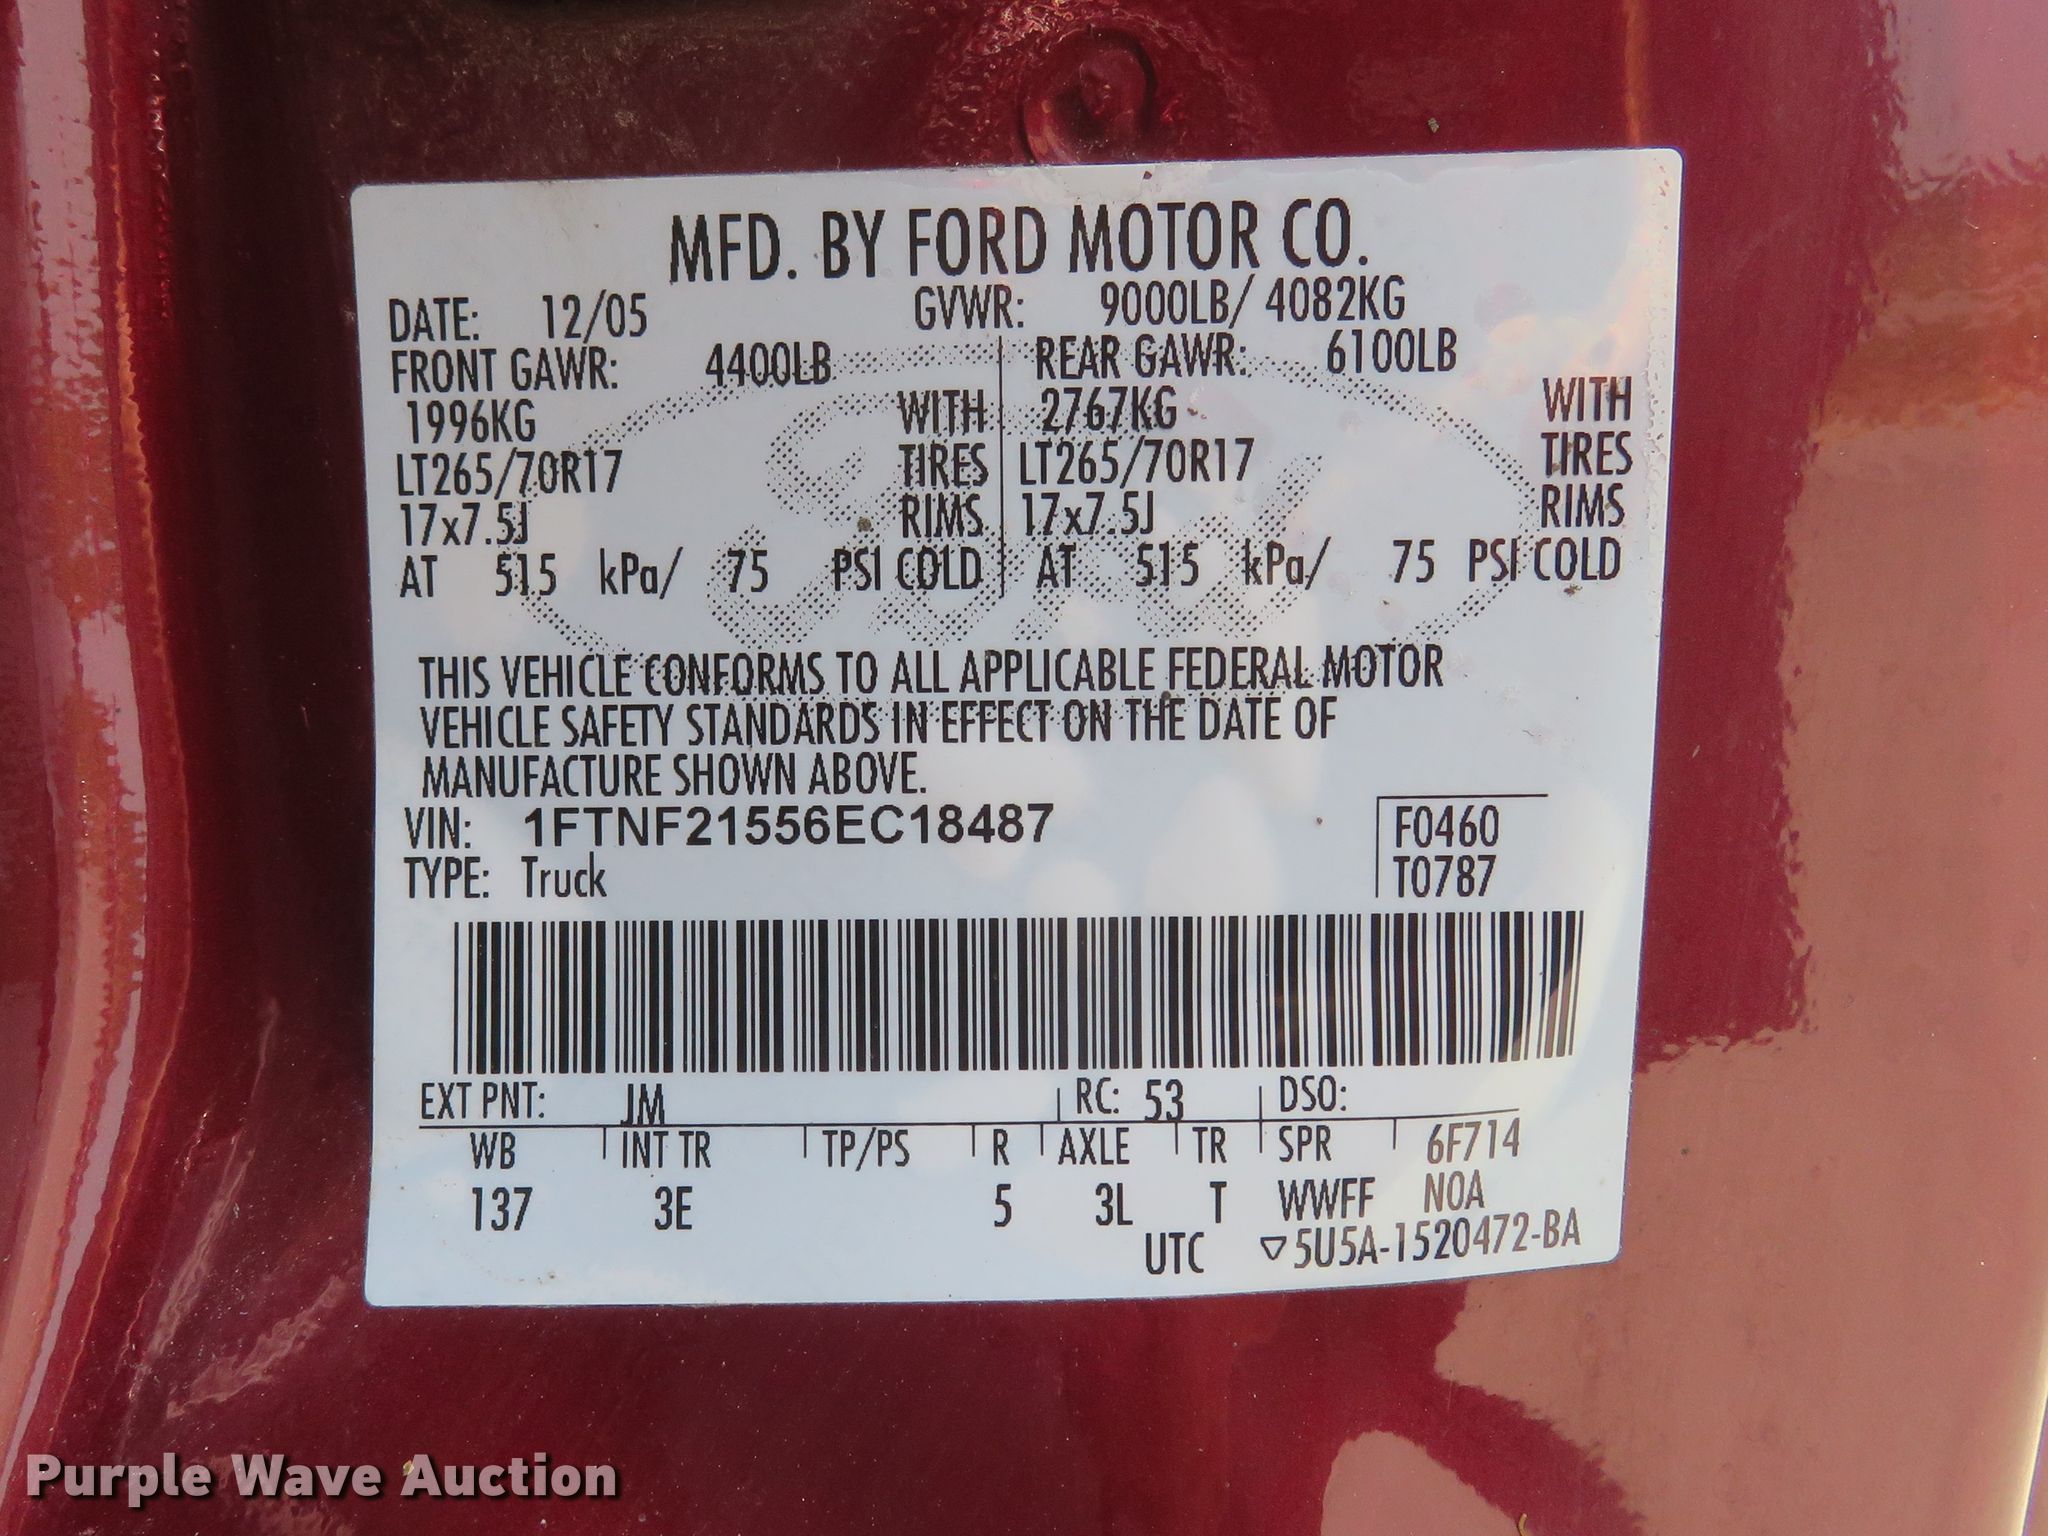 MFD. BY FORD MOTOR CO.
DATE: 12/05 GVWR: 9000LB/ 4082KG
FRONT GAWR: 4400LB REAR GAWR: 6100LB
1996KG WITH 2767KG WITH
LT265/70R17 TIRES LT265/70R17 TIRES
17x7.5J RIMS 17x7.5J RIMS
AT 515 kPa/ 75 PSI COLD AT 515 kPa/ 75 PSI COLD
Ford
THIS VEHICLE CONFORMS TO ALL APPLICABLE FEDERAL MOTOR
VEHICLE SAFETY STANDARDS IN EFFECT ON THE DATE OF
MANUFACTURE SHOWN ABOVE.
VIN: 1FTNF21556EC18487 F0460
TYPE: Truck T0787
EXT PNT: JM RC: 53 DSO:
WB INT TR TP/PS R AXLE TR SPR 6F714
137 3E 5 3L T WWFF NOA
UTC ▽5U5A-1520472-BA
Purple Wave Auction